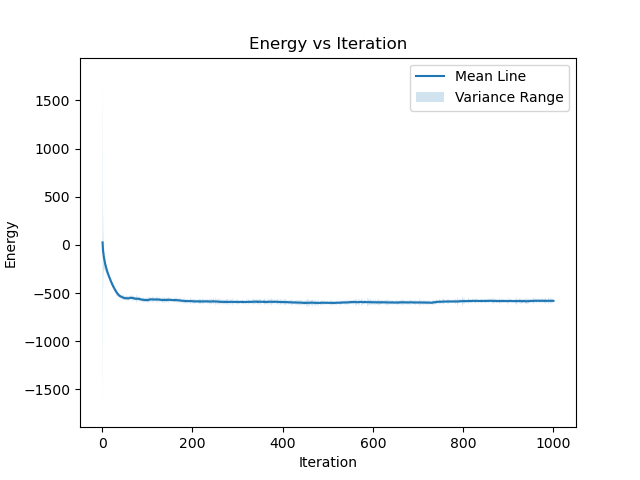 Energy vs Iteration
Mean Line
Variance Range
1500
1000
500
0
−500
−1000
−1500
Energy
0 200 400 600 800 1000
Iteration